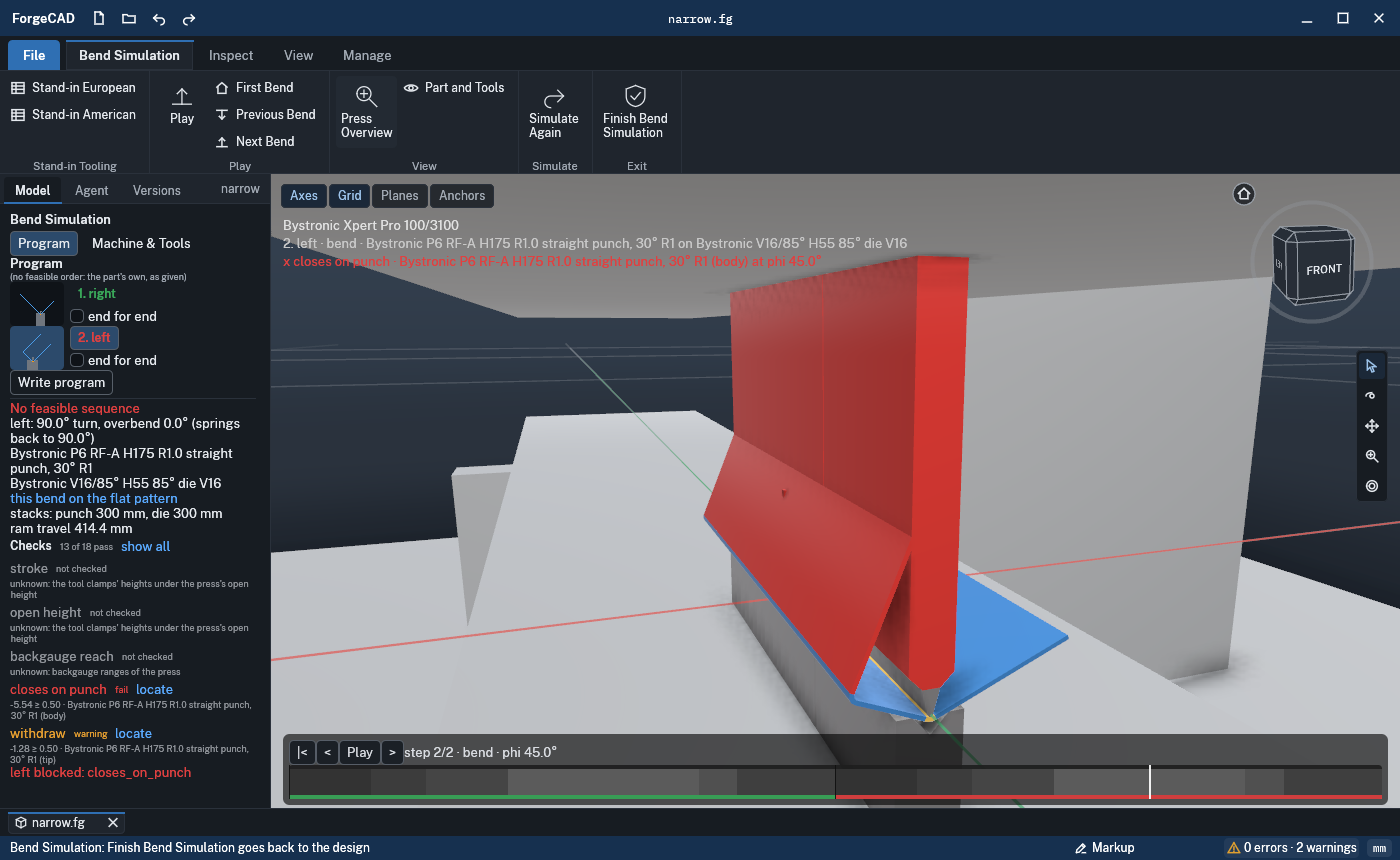 ForgeCAD
narrow.fg
File
Bend Simulation
Inspect
View
Manage
Stand-in European
Stand-in American
Stand-in Tooling
Play
First Bend
Previous Bend
Next Bend
Play
Press Overview
Part and Tools
View
Simulate Again
Simulate
Finish Bend Simulation
Exit
Model
Agent
Versions
narrow
Bend Simulation
Program
Machine & Tools
Program
(no feasible order: the part's own, as given)
1. right
end for end
2. left
end for end
Write program
No feasible sequence
left: 90.0° turn, overbend 0.0° (springs
back to 90.0°)
Bystronic P6 RF-A H175 R1.0 straight
punch, 30° R1
Bystronic V16/85° H55 85° die V16
this bend on the flat pattern
stacks: punch 300 mm, die 300 mm
ram travel 414.4 mm
Checks 13 of 18 pass show all
stroke not checked
unknown: the tool clamps' heights under the press's open
height
open height not checked
unknown: the tool clamps' heights under the press's open
height
backgauge reach not checked
unknown: backgauge ranges of the press
closes on punch fail locate
-5.54 ≥ 0.50 · Bystronic P6 RF-A H175 R1.0 straight punch,
30° R1 (body)
withdraw warning locate
-1.28 ≥ 0.50 · Bystronic P6 RF-A H175 R1.0 straight punch,
30° R1 (tip)
left blocked: closes_on_punch
Axes
Grid
Planes
Anchors
Bystronic Xpert Pro 100/3100
2. left · bend · Bystronic P6 RF-A H175 R1.0 straight punch, 30° R1 on Bystronic V16/85° H55 85° die V16
x closes on punch · Bystronic P6 RF-A H175 R1.0 straight punch, 30° R1 (body) at phi 45.0°
FRONT
|<
<
Play
>
step 2/2 · bend · phi 45.0°
narrow.fg
Bend Simulation: Finish Bend Simulation goes back to the design
Markup
0 errors · 2 warnings
mm